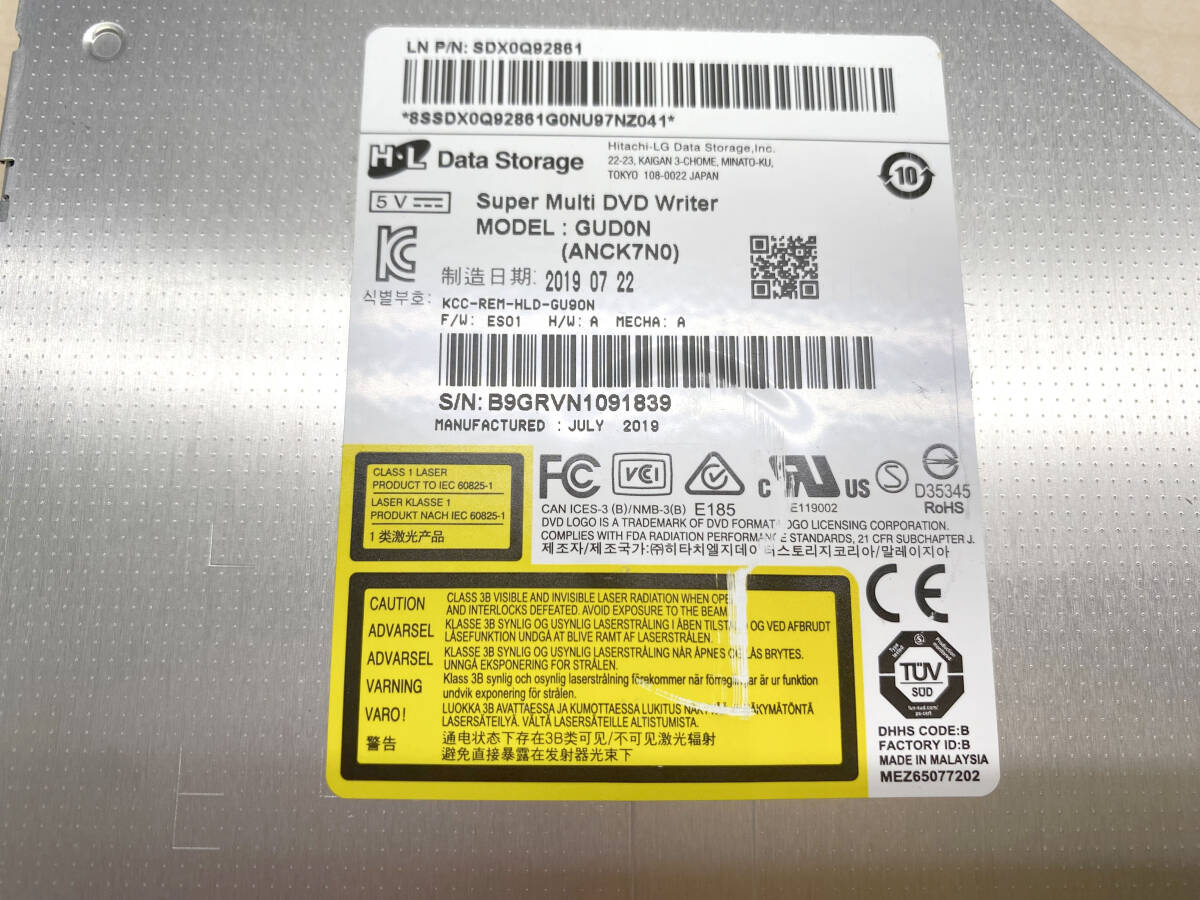 LN P/N: SDX0Q92861
*8SSDX0Q92861G0NU97NZ041*
H·L Data Storage
Hitachi-LG Data Storage,Inc.
22-23, KAIGAN 3-CHOME, MINATO-KU,
TOKYO 108-0022 JAPAN
10
5 V
Super Multi DVD Writer
MODEL : GUD0N
(ANCK7N0)
制造日期: 2019 07 22
식별부호: KCC-REM-HLD-GU90N
F/W: ES01 H/W: A MECHA: A
S/N: B9GRVN1091839
MANUFACTURED : JULY 2019
CLASS 1 LASER
PRODUCT TO IEC 60825-1
LASER KLASSE 1
PRODUKT NACH IEC 60825-1
1 类激光产品
FC VCI C US S D35345
RoHS
CAN ICES-3 (B)/NMB-3(B) E185 E119002
DVD LOGO IS A TRADEMARK OF DVD FORMAT OGO LICENSING CORPORATION.
COMPLIES WITH FDA RADIATION PERFORMANCE STANDARDS, 21 CFR SUBCHAPTER J.
제조자/제조국가:㈜히타치엘지데이터스토리지코리아/말레이지아
CAUTION CLASS 3B VISIBLE AND INVISIBLE LASER RADIATION WHEN OPE
AND INTERLOCKS DEFEATED. AVOID EXPOSURE TO THE BEAM
ADVARSEL KLASSE 3B SYNLIG OG USYNLIG LASERSTRÅLING I ÅBEN TILSTA D OG VED AFBRUDT
LÅSEFUNKTION UNDGÅ AT BLIVE RAMT AF LASERSTRÅLEN.
ADVARSEL KLASSE 3B SYNLIG OG USYNLIG LASERSTRÅLING NÅR ÅPNES OG LÅS BRYTES.
UNNGÅ EKSPONERING FOR STRÅLEN.
VARNING Klass 3B synlig och osynlig laserstrålning förekommer när förreglingar är ur funktion
undvik exponering för strålen.
VARO! LUOKKA 3B AVATTAESSA JA KUMOTTAESSA LUKITUS NÄKYVÄÄ NÄKYMÄTÖNTÄ
LASERSÄTEILYÄ. VÄLTÄ LASERSÄTEILLE ALTISTUMISTA.
警告 通电状态下存在3B类可见/不可见激光辐射
避免直接暴露在发射器光束下
CE
TÜV
SÜD
DHHS CODE:B
FACTORY ID:B
MADE IN MALAYSIA
MEZ65077202